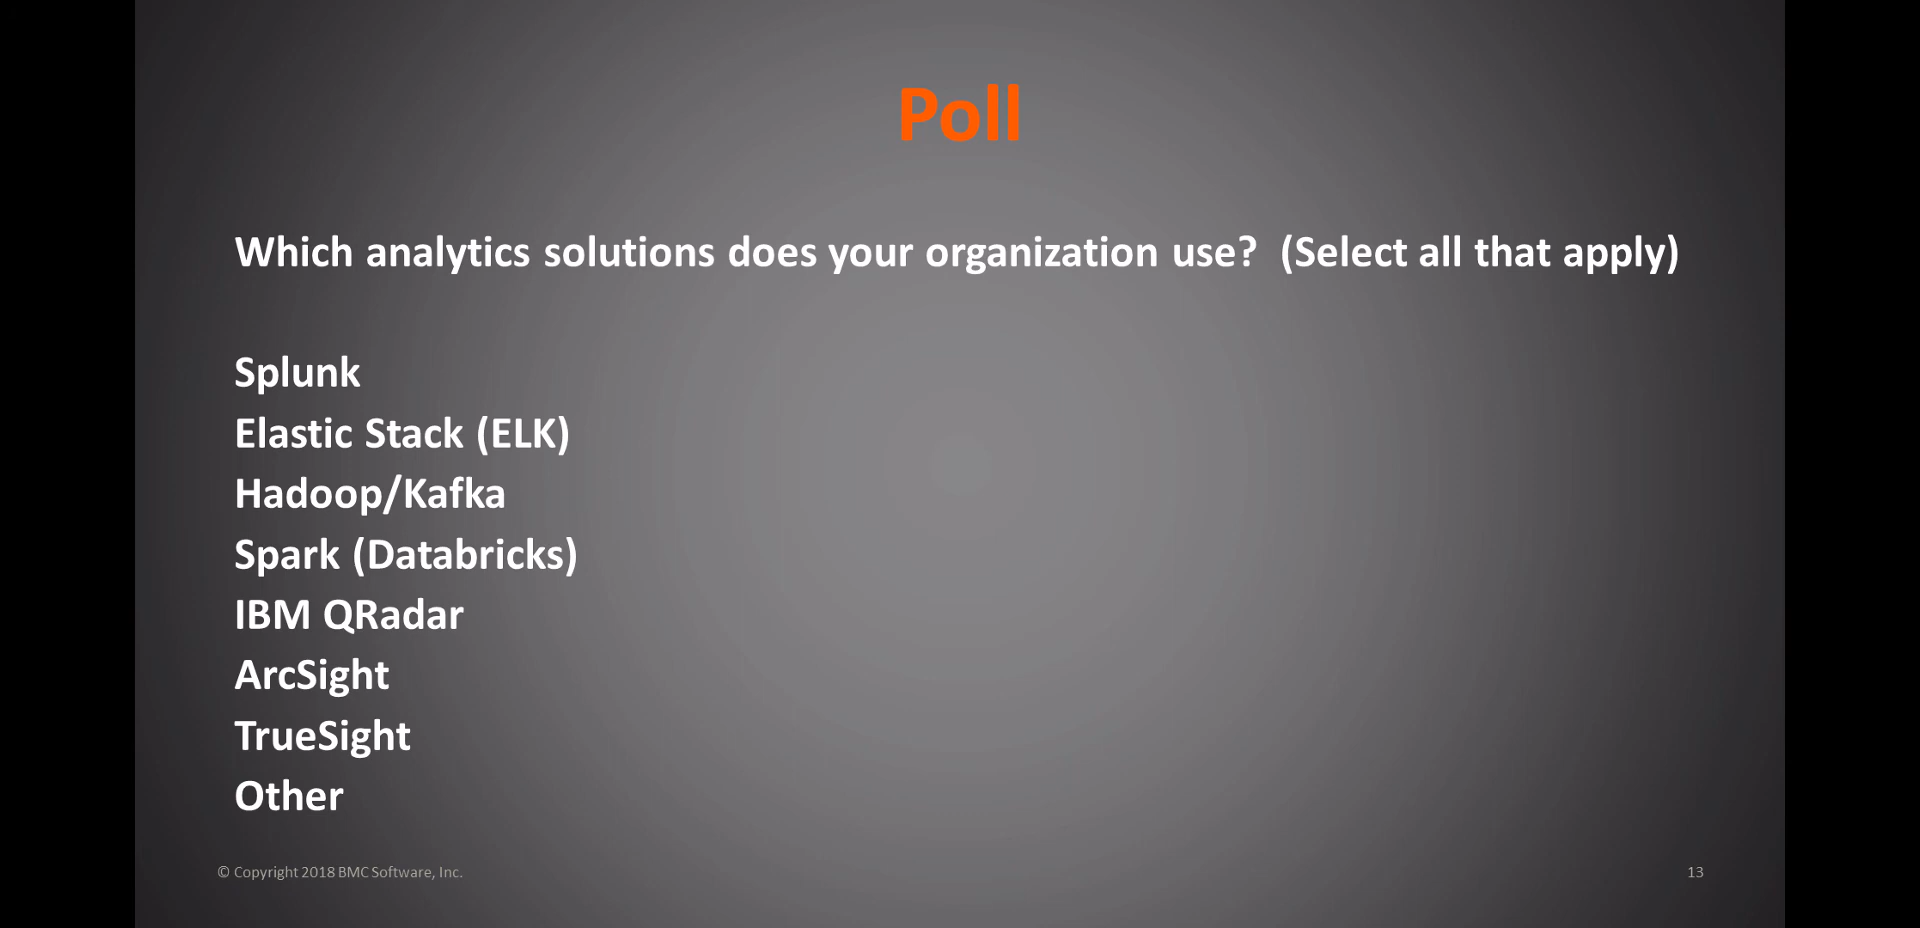 Poll
Which analytics solutions does your organization use?  (Select all that apply)
Splunk
Elastic Stack (ELK)
Hadoop/Kafka
Spark (Databricks)
IBM QRadar
ArcSight
TrueSight
Other
© Copyright 2018 BMC Software, Inc.
13